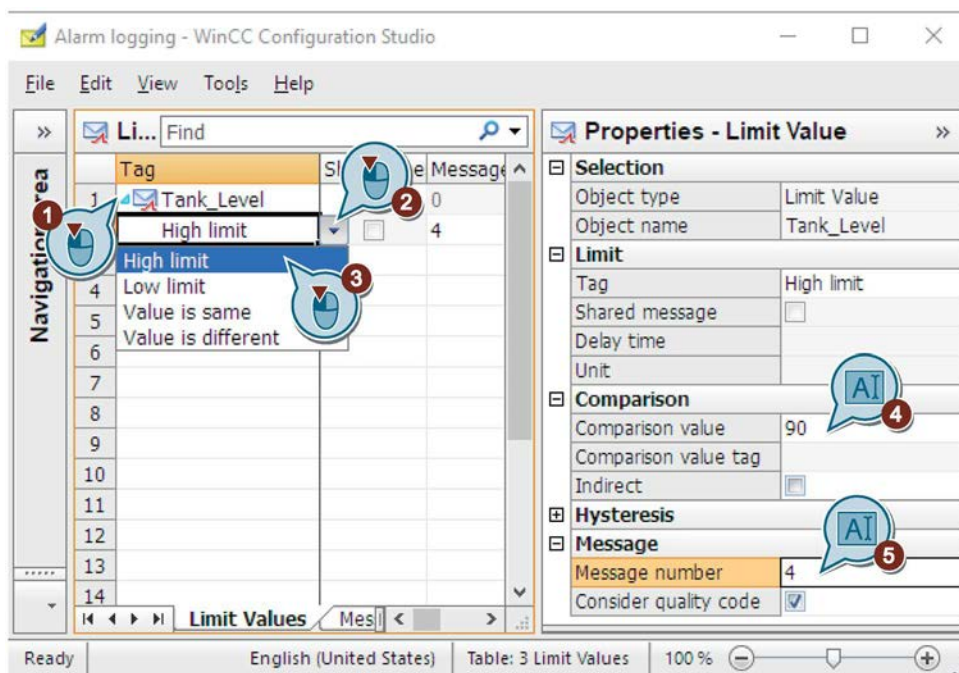 Alarm logging - WinCC Configuration Studio
File Edit View Tools Help
Li... Find
Tag Message
1 Tank_Level 0
High limit 4
High limit
4 Low limit
5 Value is same
Value is different
6
7
8
9
10
11
12
13
14
Navigation area
1
2
3
Limit Values
Properties - Limit Value
Selection
Object type Limit Value
Object name Tank_Level
Limit
Tag High limit
Shared message
Delay time
Unit
Comparison
Comparison value 90
Comparison value tag
Indirect
Hysteresis
Message
Message number 4
Consider quality code
AI 4
AI 5
Ready English (United States) Table: 3 Limit Values 100 %